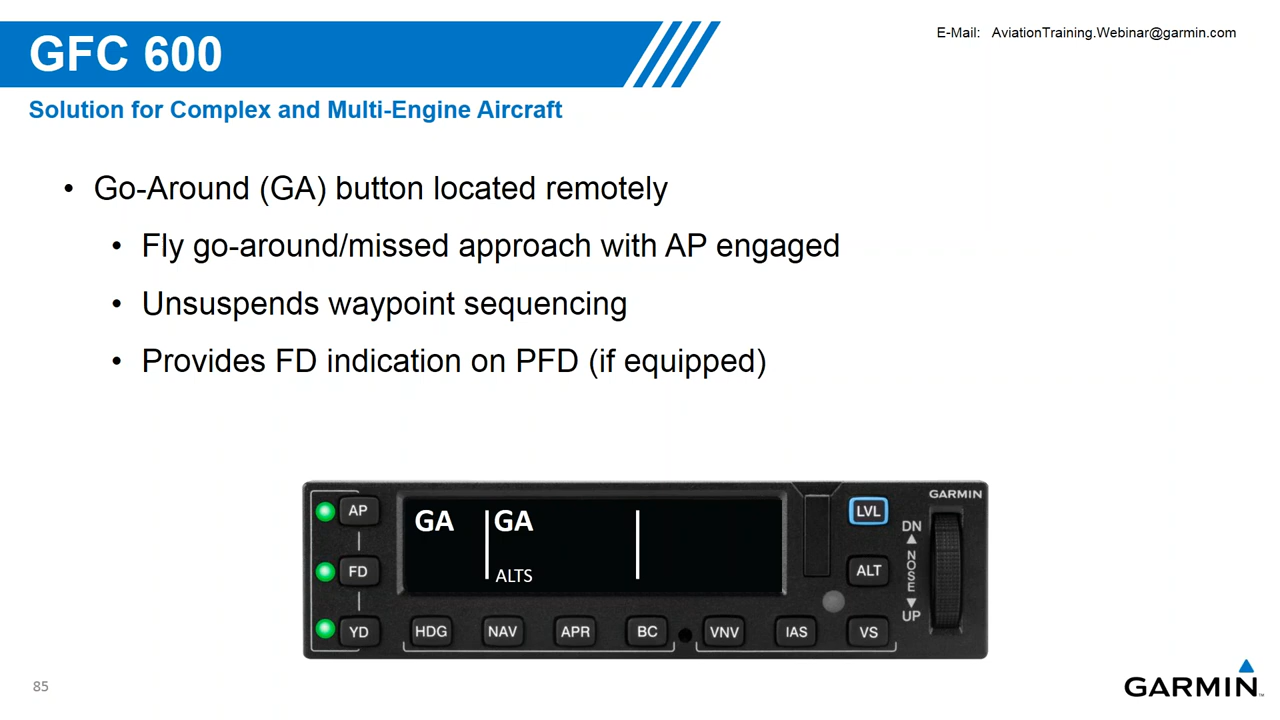 GFC 600
E-Mail: AviationTraining.Webinar@garmin.com
Solution for Complex and Multi-Engine Aircraft
• Go-Around (GA) button located remotely
• Fly go-around/missed approach with AP engaged
• Unsuspends waypoint sequencing
• Provides FD indication on PFD (if equipped)
GARMIN
AP
GA GA
LVL
DN
FD
ALTS
ALT
NOSE
UP
YD
HDG NAV APR BC VNV IAS VS
85
GARMIN™